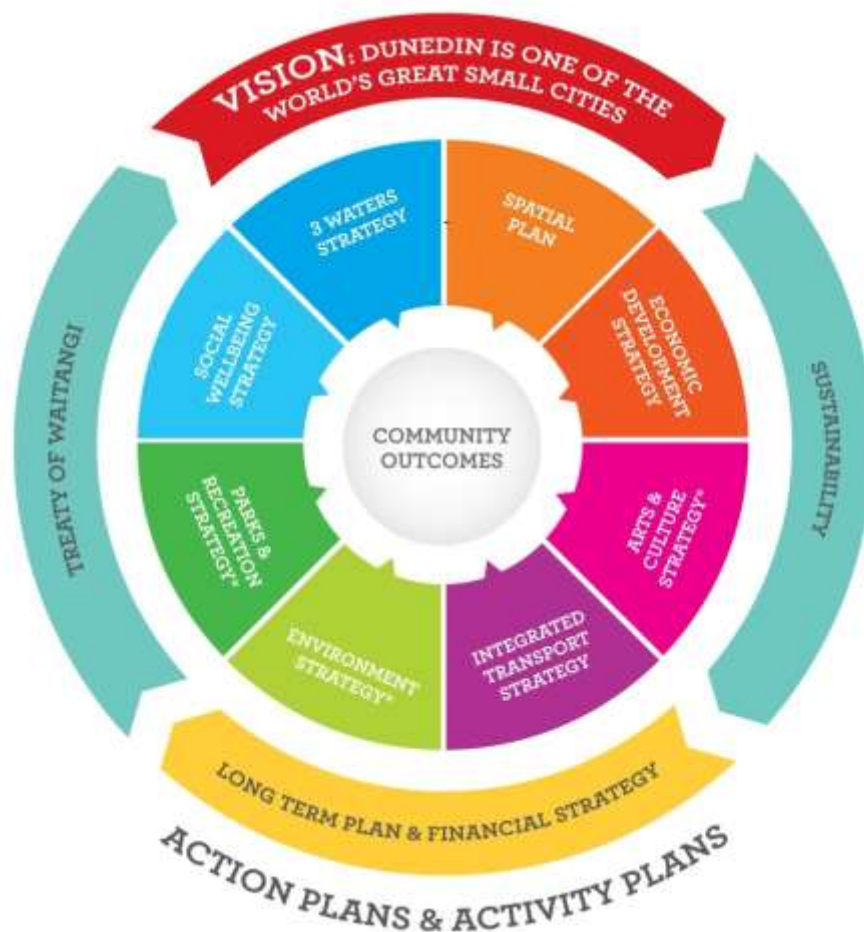 VISION: DUNEDIN IS ONE OF THE
WORLD'S GREAT SMALL CITIES
3 WATERS
STRATEGY
SPATIAL
PLAN
ECONOMIC
DEVELOPMENT
STRATEGY
ARTS &
CULTURE
STRATEGY*
INTEGRATED
TRANSPORT
STRATEGY
ENVIRONMENT
STRATEGY*
PARKS &
RECREATION
STRATEGY*
SOCIAL
WELLBEING
STRATEGY
COMMUNITY
OUTCOMES
TREATY OF WAITANGI
SUSTAINABILITY
LONG TERM PLAN & FINANCIAL STRATEGY
ACTION PLANS & ACTIVITY PLANS